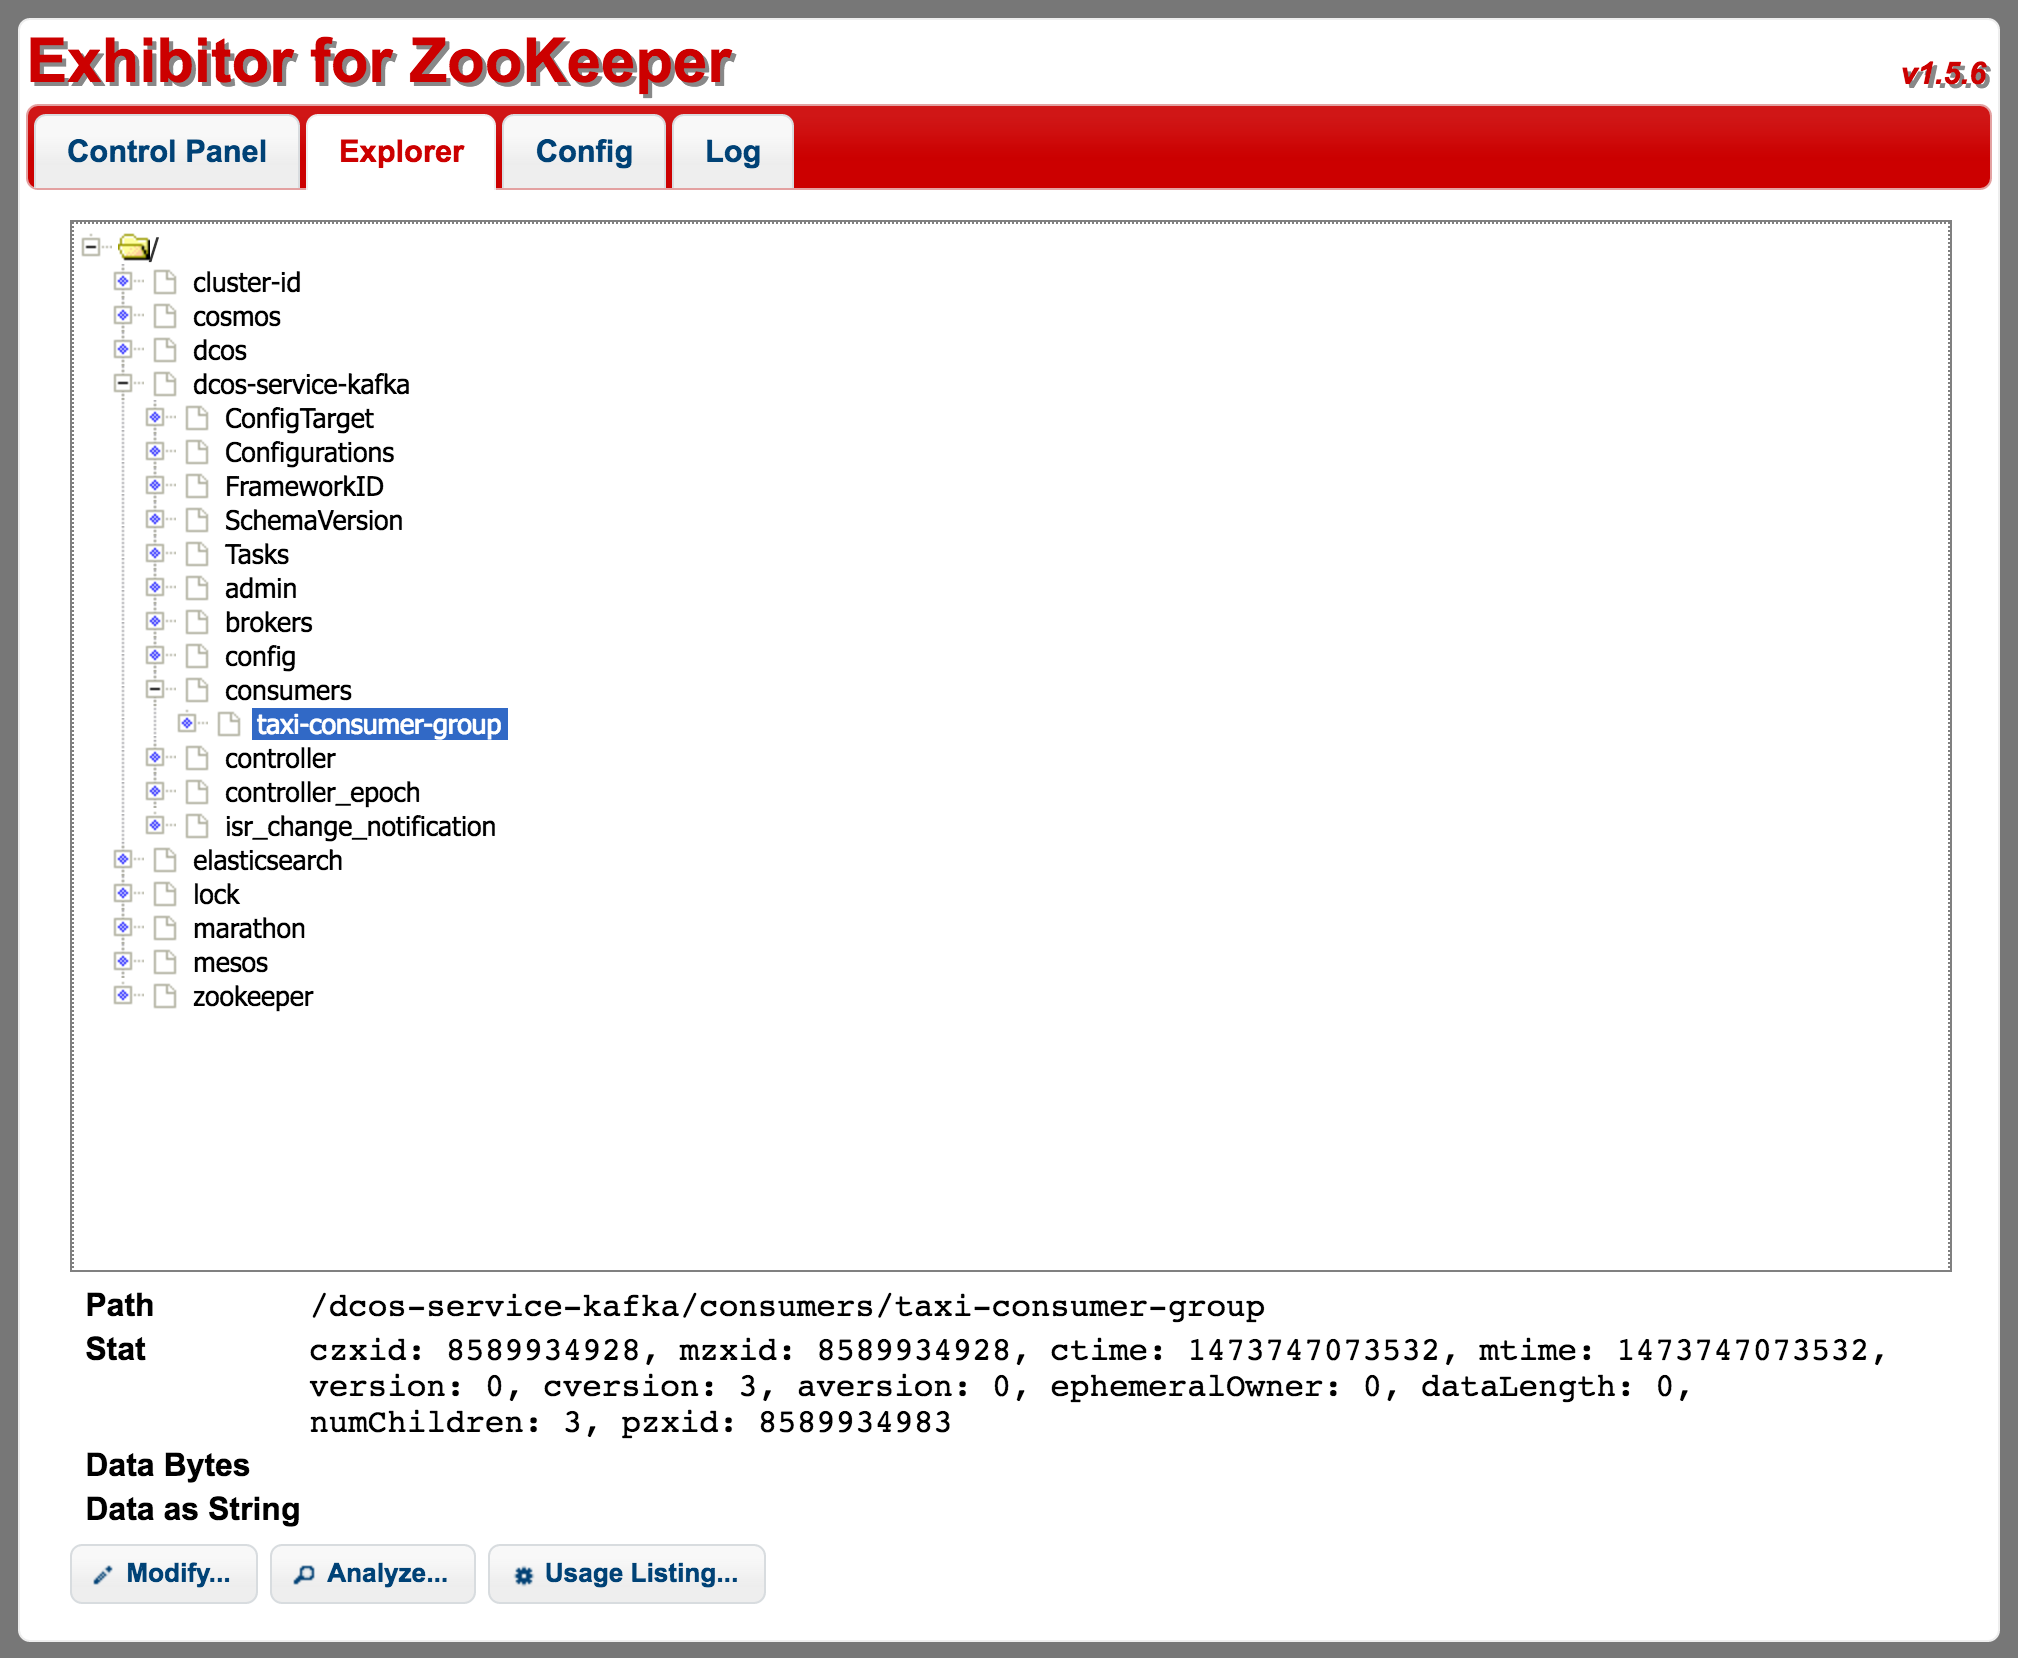 Exhibitor for ZooKeeper
v1.5.6
Control Panel Explorer Config Log
/
cluster-id
cosmos
dcos
dcos-service-kafka
ConfigTarget
Configurations
FrameworkID
SchemaVersion
Tasks
admin
brokers
config
consumers
taxi-consumer-group
controller
controller_epoch
isr_change_notification
elasticsearch
lock
marathon
mesos
zookeeper
Path /dcos-service-kafka/consumers/taxi-consumer-group
Stat czxid: 8589934928, mzxid: 8589934928, ctime: 1473747073532, mtime: 1473747073532,
version: 0, cversion: 3, aversion: 0, ephemeralOwner: 0, dataLength: 0,
numChildren: 3, pzxid: 8589934983
Data Bytes
Data as String
Modify... Analyze... Usage Listing...